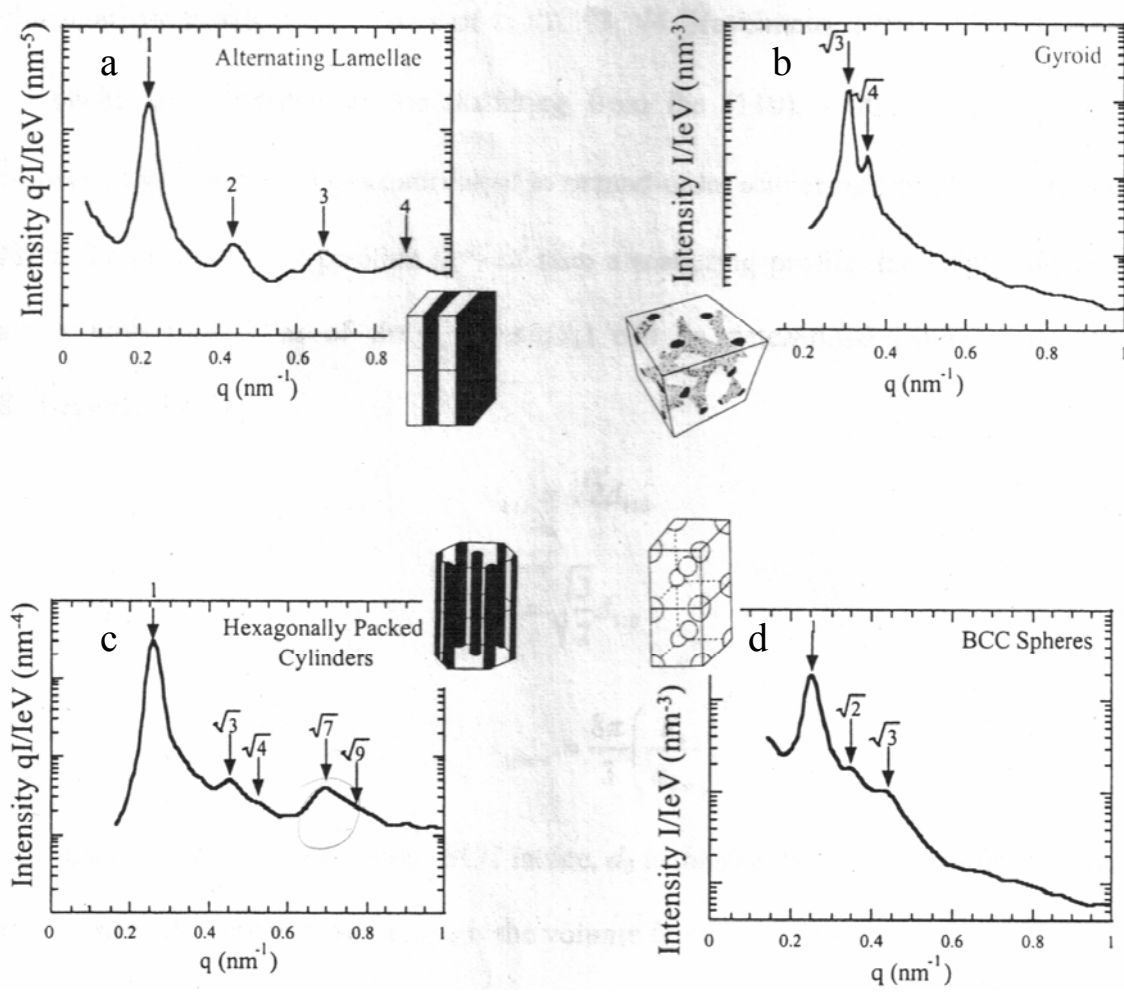 a
Alternating Lamellae
1
2
3
4
Intensity q²I/IeV (nm⁻⁵)
0 0.2 0.4 0.6 0.8
q (nm⁻¹)
b
Gyroid
√3
√4
Intensity I/IeV (nm⁻³)
0.2 0.4 0.6 0.8 1
q (nm⁻¹)
c
Hexagonally Packed
Cylinders
1
√3
√4
√7
√9
Intensity qI/IeV (nm⁻⁴)
0 0.2 0.4 0.6 0.8 1
q (nm⁻¹)
d
BCC Spheres
√2
√3
Intensity I/IeV (nm⁻³)
0 0.2 0.4 0.6 0.8 1
q (nm⁻¹)
8π
the volume